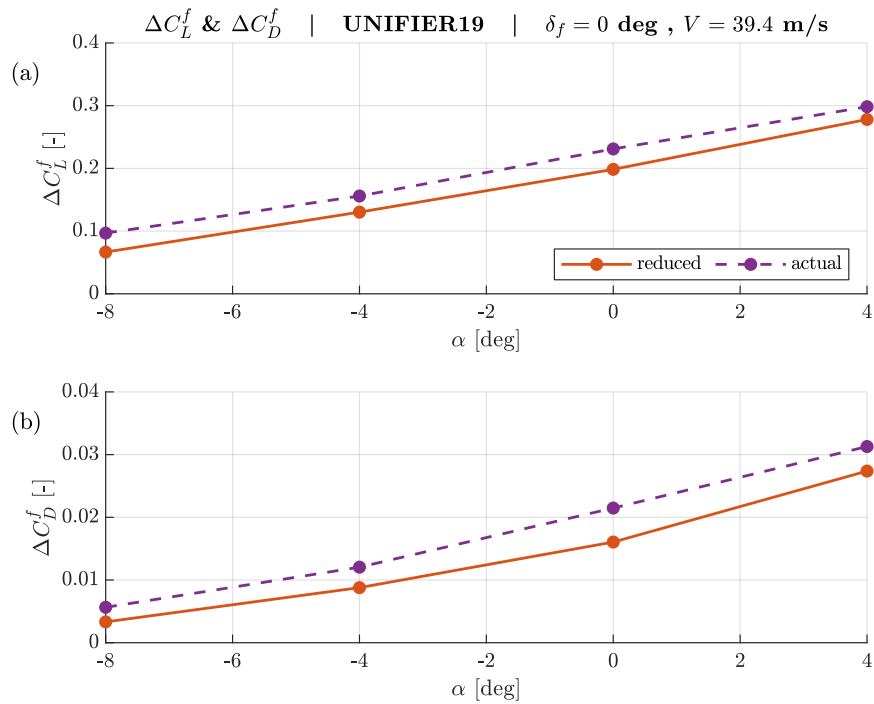 ΔC_L^f & ΔC_D^f | UNIFIER19 | δ_f = 0 deg , V = 39.4 m/s
(a)
ΔC_L^f [-]
0.4
0.3
0.2
0.1
0
reduced actual
-8 -6 -4 -2 0 2 4
α [deg]
(b)
ΔC_D^f [-]
0.04
0.03
0.02
0.01
0
-8 -6 -4 -2 0 2 4
α [deg]